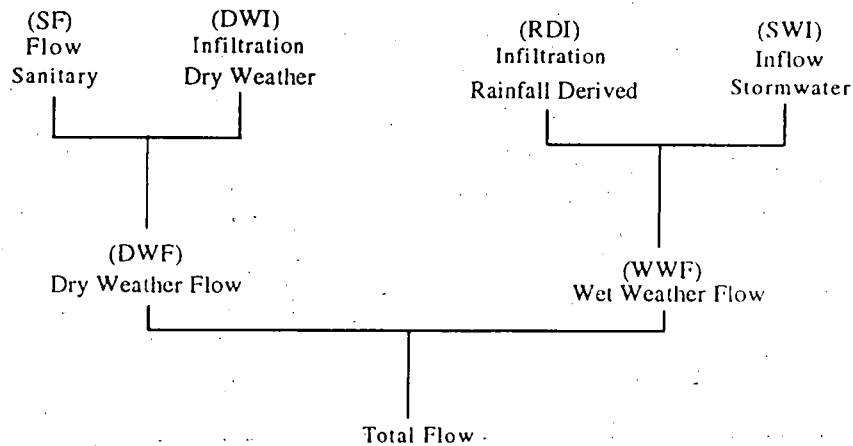 (SF)
Flow
Sanitary
(DWI)
Infiltration
Dry Weather
(RDI)
Infiltration
Rainfall Derived
(SWI)
Inflow
Stormwater
(DWF)
Dry Weather Flow
(WWF)
Wet Weather Flow
Total Flow